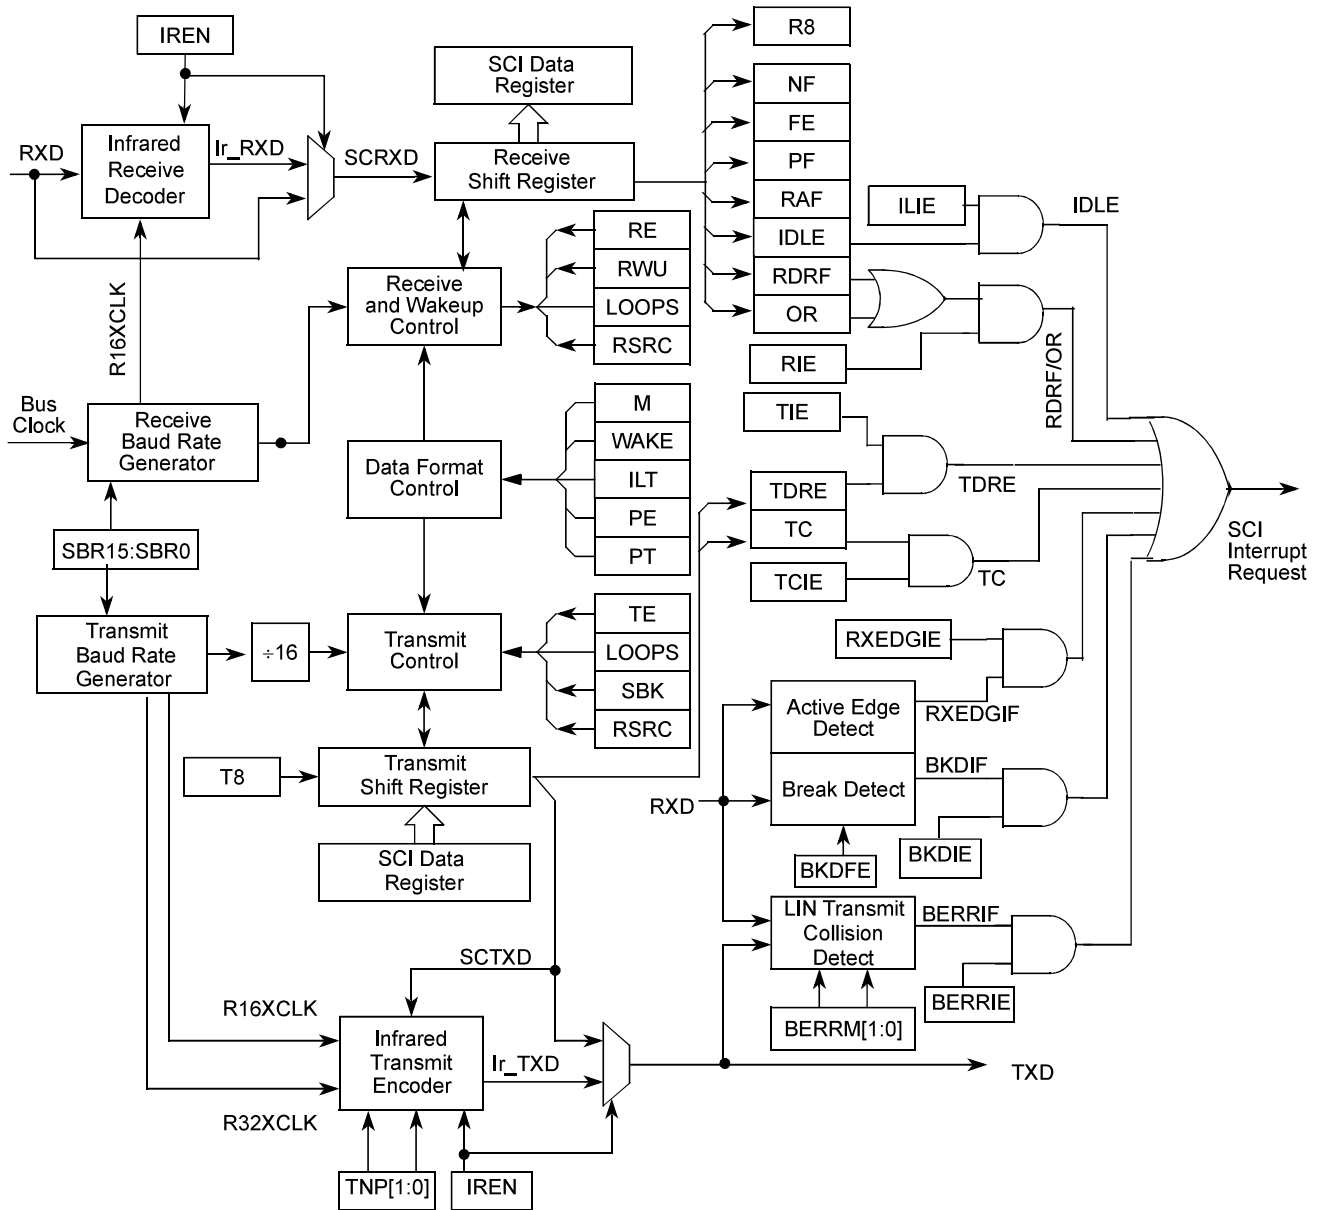 IREN
R8
SCI Data
Register
NF
FE
PF
RAF
IDLE
RDRF
OR
RXD
Infrared
Receive
Decoder
Ir_RXD
SCRXD
Receive
Shift Register
ILIE
IDLE
RE
RWU
LOOPS
RSRC
Receive
and Wakeup
Control
R16XCLK
RIE
RDRF/OR
Bus
Clock
Receive
Baud Rate
Generator
M
WAKE
ILT
PE
PT
Data Format
Control
TIE
TDRE
TC
TDRE
TCIE
TC
SCI
Interrupt
Request
SBR15:SBR0
Transmit
Baud Rate
Generator
÷16
Transmit
Control
TE
LOOPS
SBK
RSRC
RXEDGIE
Active Edge
Detect
RXEDGIF
T8
Transmit
Shift Register
RXD
Break Detect
BKDIF
BKDIE
BKDFE
SCI Data
Register
LIN Transmit
Collision
Detect
BERRIF
BERRIE
BERRM[1:0]
SCTXD
R16XCLK
Infrared
Transmit
Encoder
Ir_TXD
TXD
R32XCLK
TNP[1:0]
IREN